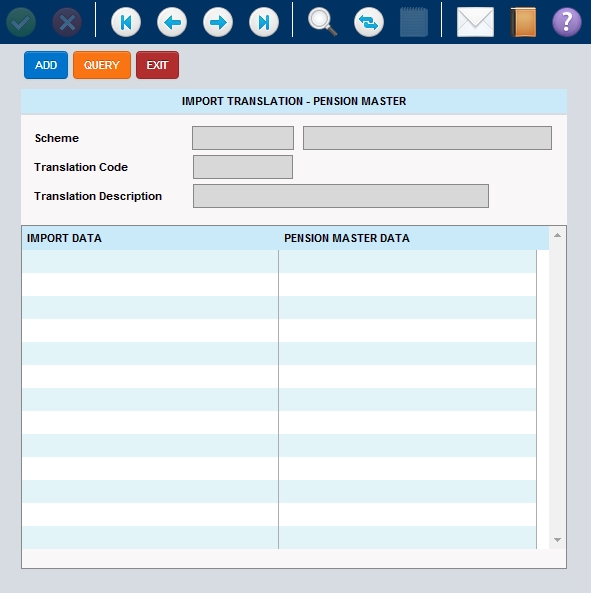 ?
ADD QUERY EXIT
IMPORT TRANSLATION - PENSION MASTER
Scheme
Translation Code
Translation Description
IMPORT DATA PENSION MASTER DATA